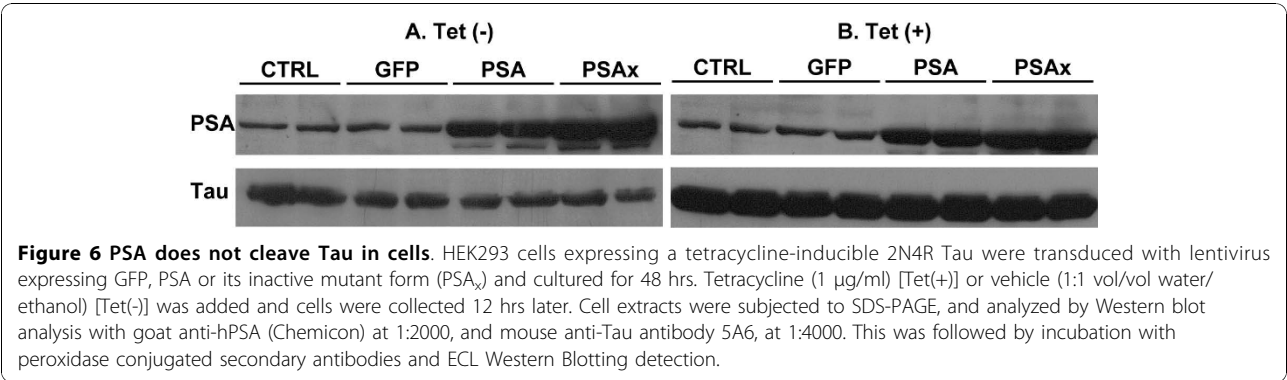 A. Tet (-) B. Tet (+)
CTRL GFP PSA PSAx CTRL GFP PSA PSAx
PSA
Tau
Figure 6 PSA does not cleave Tau in cells. HEK293 cells expressing a tetracycline-inducible 2N4R Tau were transduced with lentivirus
expressing GFP, PSA or its inactive mutant form (PSAx) and cultured for 48 hrs. Tetracycline (1 μg/ml) [Tet(+)] or vehicle (1:1 vol/vol water/
ethanol) [Tet(-)] was added and cells were collected 12 hrs later. Cell extracts were subjected to SDS-PAGE, and analyzed by Western blot
analysis with goat anti-hPSA (Chemicon) at 1:2000, and mouse anti-Tau antibody 5A6, at 1:4000. This was followed by incubation with
peroxidase conjugated secondary antibodies and ECL Western Blotting detection.